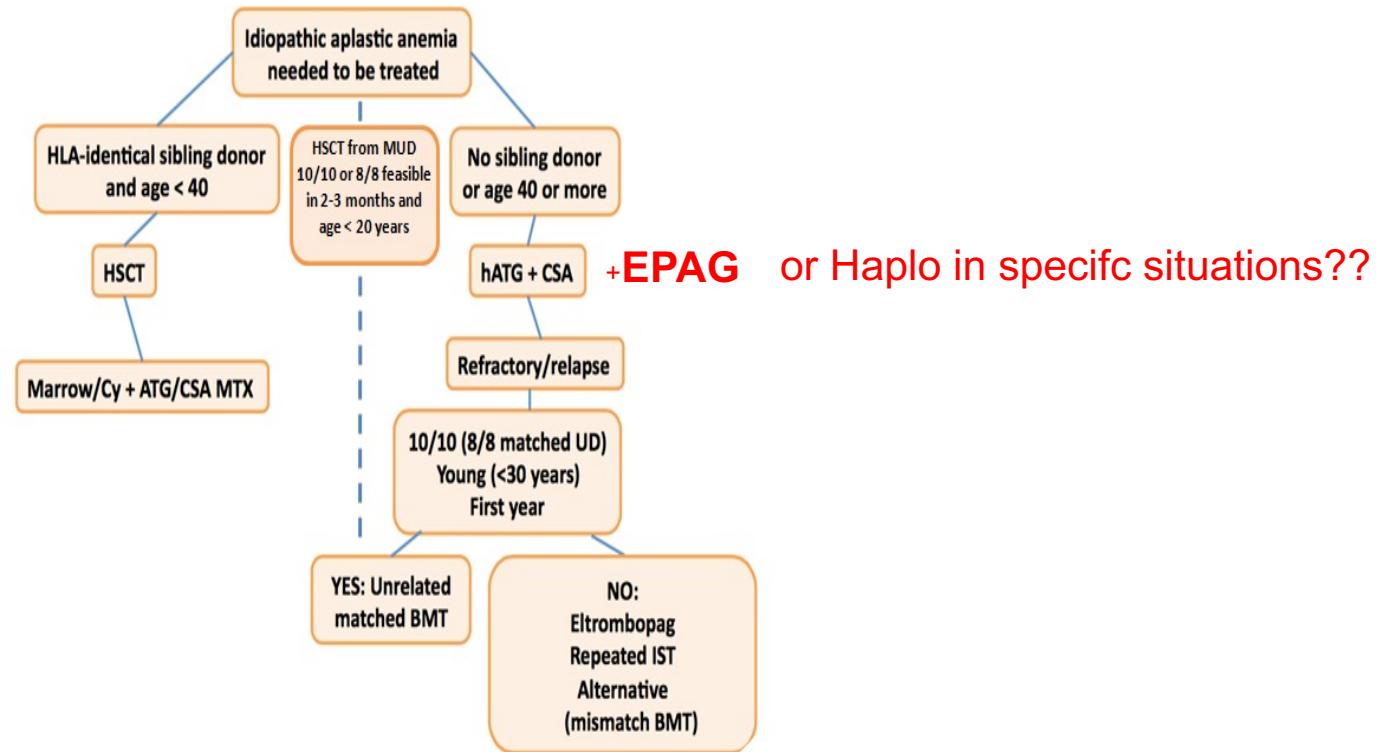 Idiopathic aplastic anemia
needed to be treated
HLA-identical sibling donor
and age < 40
HSCT from MUD
10/10 or 8/8 feasible
in 2-3 months and
age < 20 years
No sibling donor
or age 40 or more
HSCT
hATG + CSA
+EPAG or Haplo in specifc situations??
Marrow/Cy + ATG/CSA MTX
Refractory/relapse
10/10 (8/8 matched UD)
Young (<30 years)
First year
YES: Unrelated
matched BMT
NO:
Eltrombopag
Repeated IST
Alternative
(mismatch BMT)